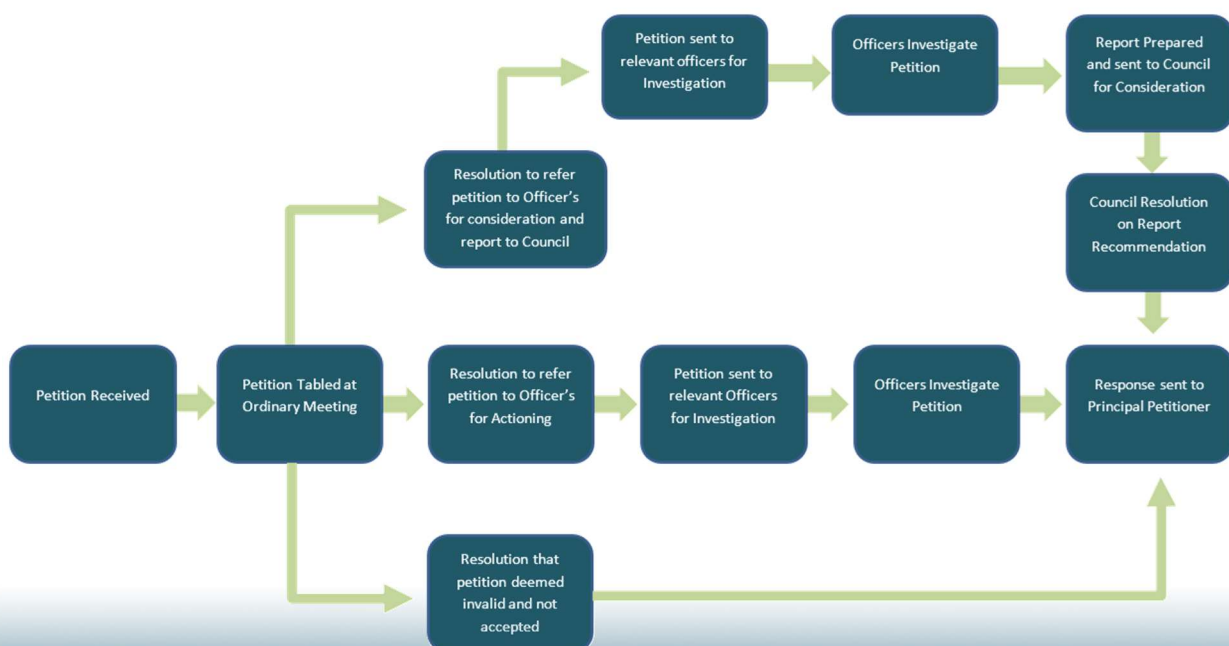 Petition sent to
relevant officers for
Investigation
Officers Investigate
Petition
Report Prepared
and sent to Council
for Consideration
Resolution to refer
petition to Officer's
for consideration and
report to Council
Council Resolution
on Report
Recommendation
Petition Received
Petition Tabled at
Ordinary Meeting
Resolution to refer
petition to Officer's
for Actioning
Petition sent to
relevant Officers
for Investigation
Officers Investigate
Petition
Response sent to
Principal Petitioner
Resolution that
petition deemed
invalid and not
accepted